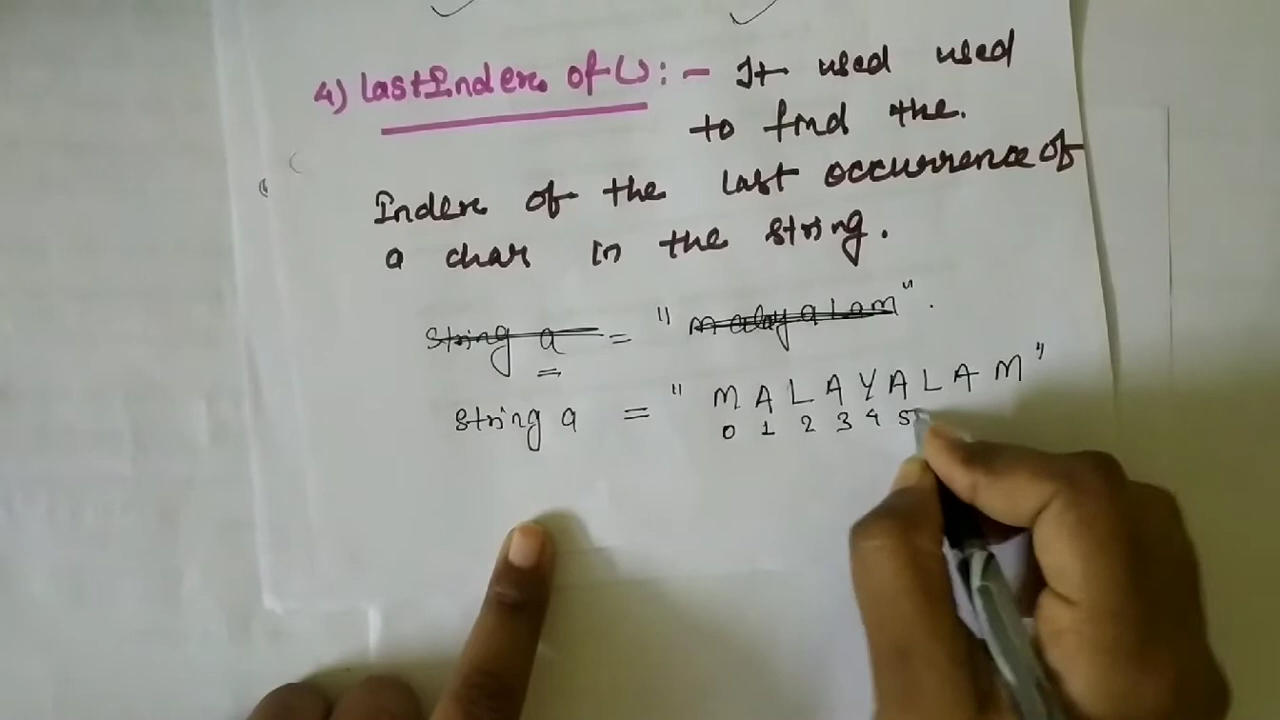 4) lastIndex of () : - It used used
to find the.
Index of the last occurrence of
a char in the string.
String a = " malayalam ".
String a = " M A L A Y A L A M "
0 1 2 3 4 5